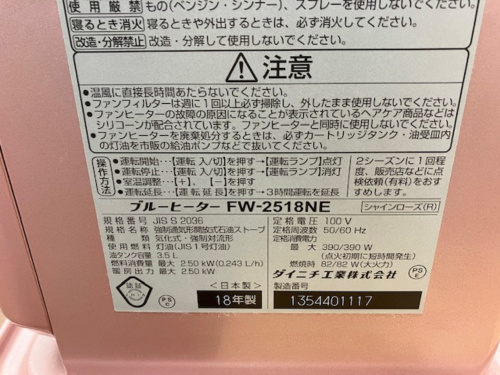 使用 厳禁 もの(ベンジン・シンナー)、スプレーを使用しないでください。
寝るとき消火 寝るときや外出するときは、必ず消火してください。
改造・分解禁止 改造・分解して使用しないでください。
注意
●温風に直接長時間あたらないでください。
●ファンフィルターは週に1回以上必ず掃除し、外したまま使用しないでください。
●ファンヒーターの故障の原因になることが表示されているヘアケア商品などは
シリコーンが配合されています。ファンヒーターと同時に使用しないでください。
●ファンヒーターを廃棄するときは、必ずカートリッジタンク・油受皿内
の灯油を市販の給油ポンプなどで抜いてください。
操作方法
●運転開始…【運転 入/切】を押す→【運転ランプ】点灯
●運転停止…【運転 入/切】を押す→【運転ランプ】消灯
●室温調整…【+】、【-】を押す
●運転延長…【運転延長】を押す→3時間運転を延長
2シーズンに1回程
度、販売店などに点
検依頼(有料)をおす
すめします。
ブルーヒーター FW-2518NE シャインローズ(R)
規格番号 JIS S 2036
種類 強制通気形開放式石油ストーブ
気化式・強制対流形
使用燃料 灯油(JIS1号灯油)
油タンク容量 3.5 L
燃料消費量 最大 2.50 kW (0.243 L/h)
暖房出力 最大 2.50 kW
定格電圧 100 V
定格周波数 50/60 Hz
定格消費電力
最大 390/390 W
(点火初期に短時間発生)
燃焼時 82/82 W(大火力)
ダイニチ工業株式会社
<日本製> 製造番号
18年製 1354401117